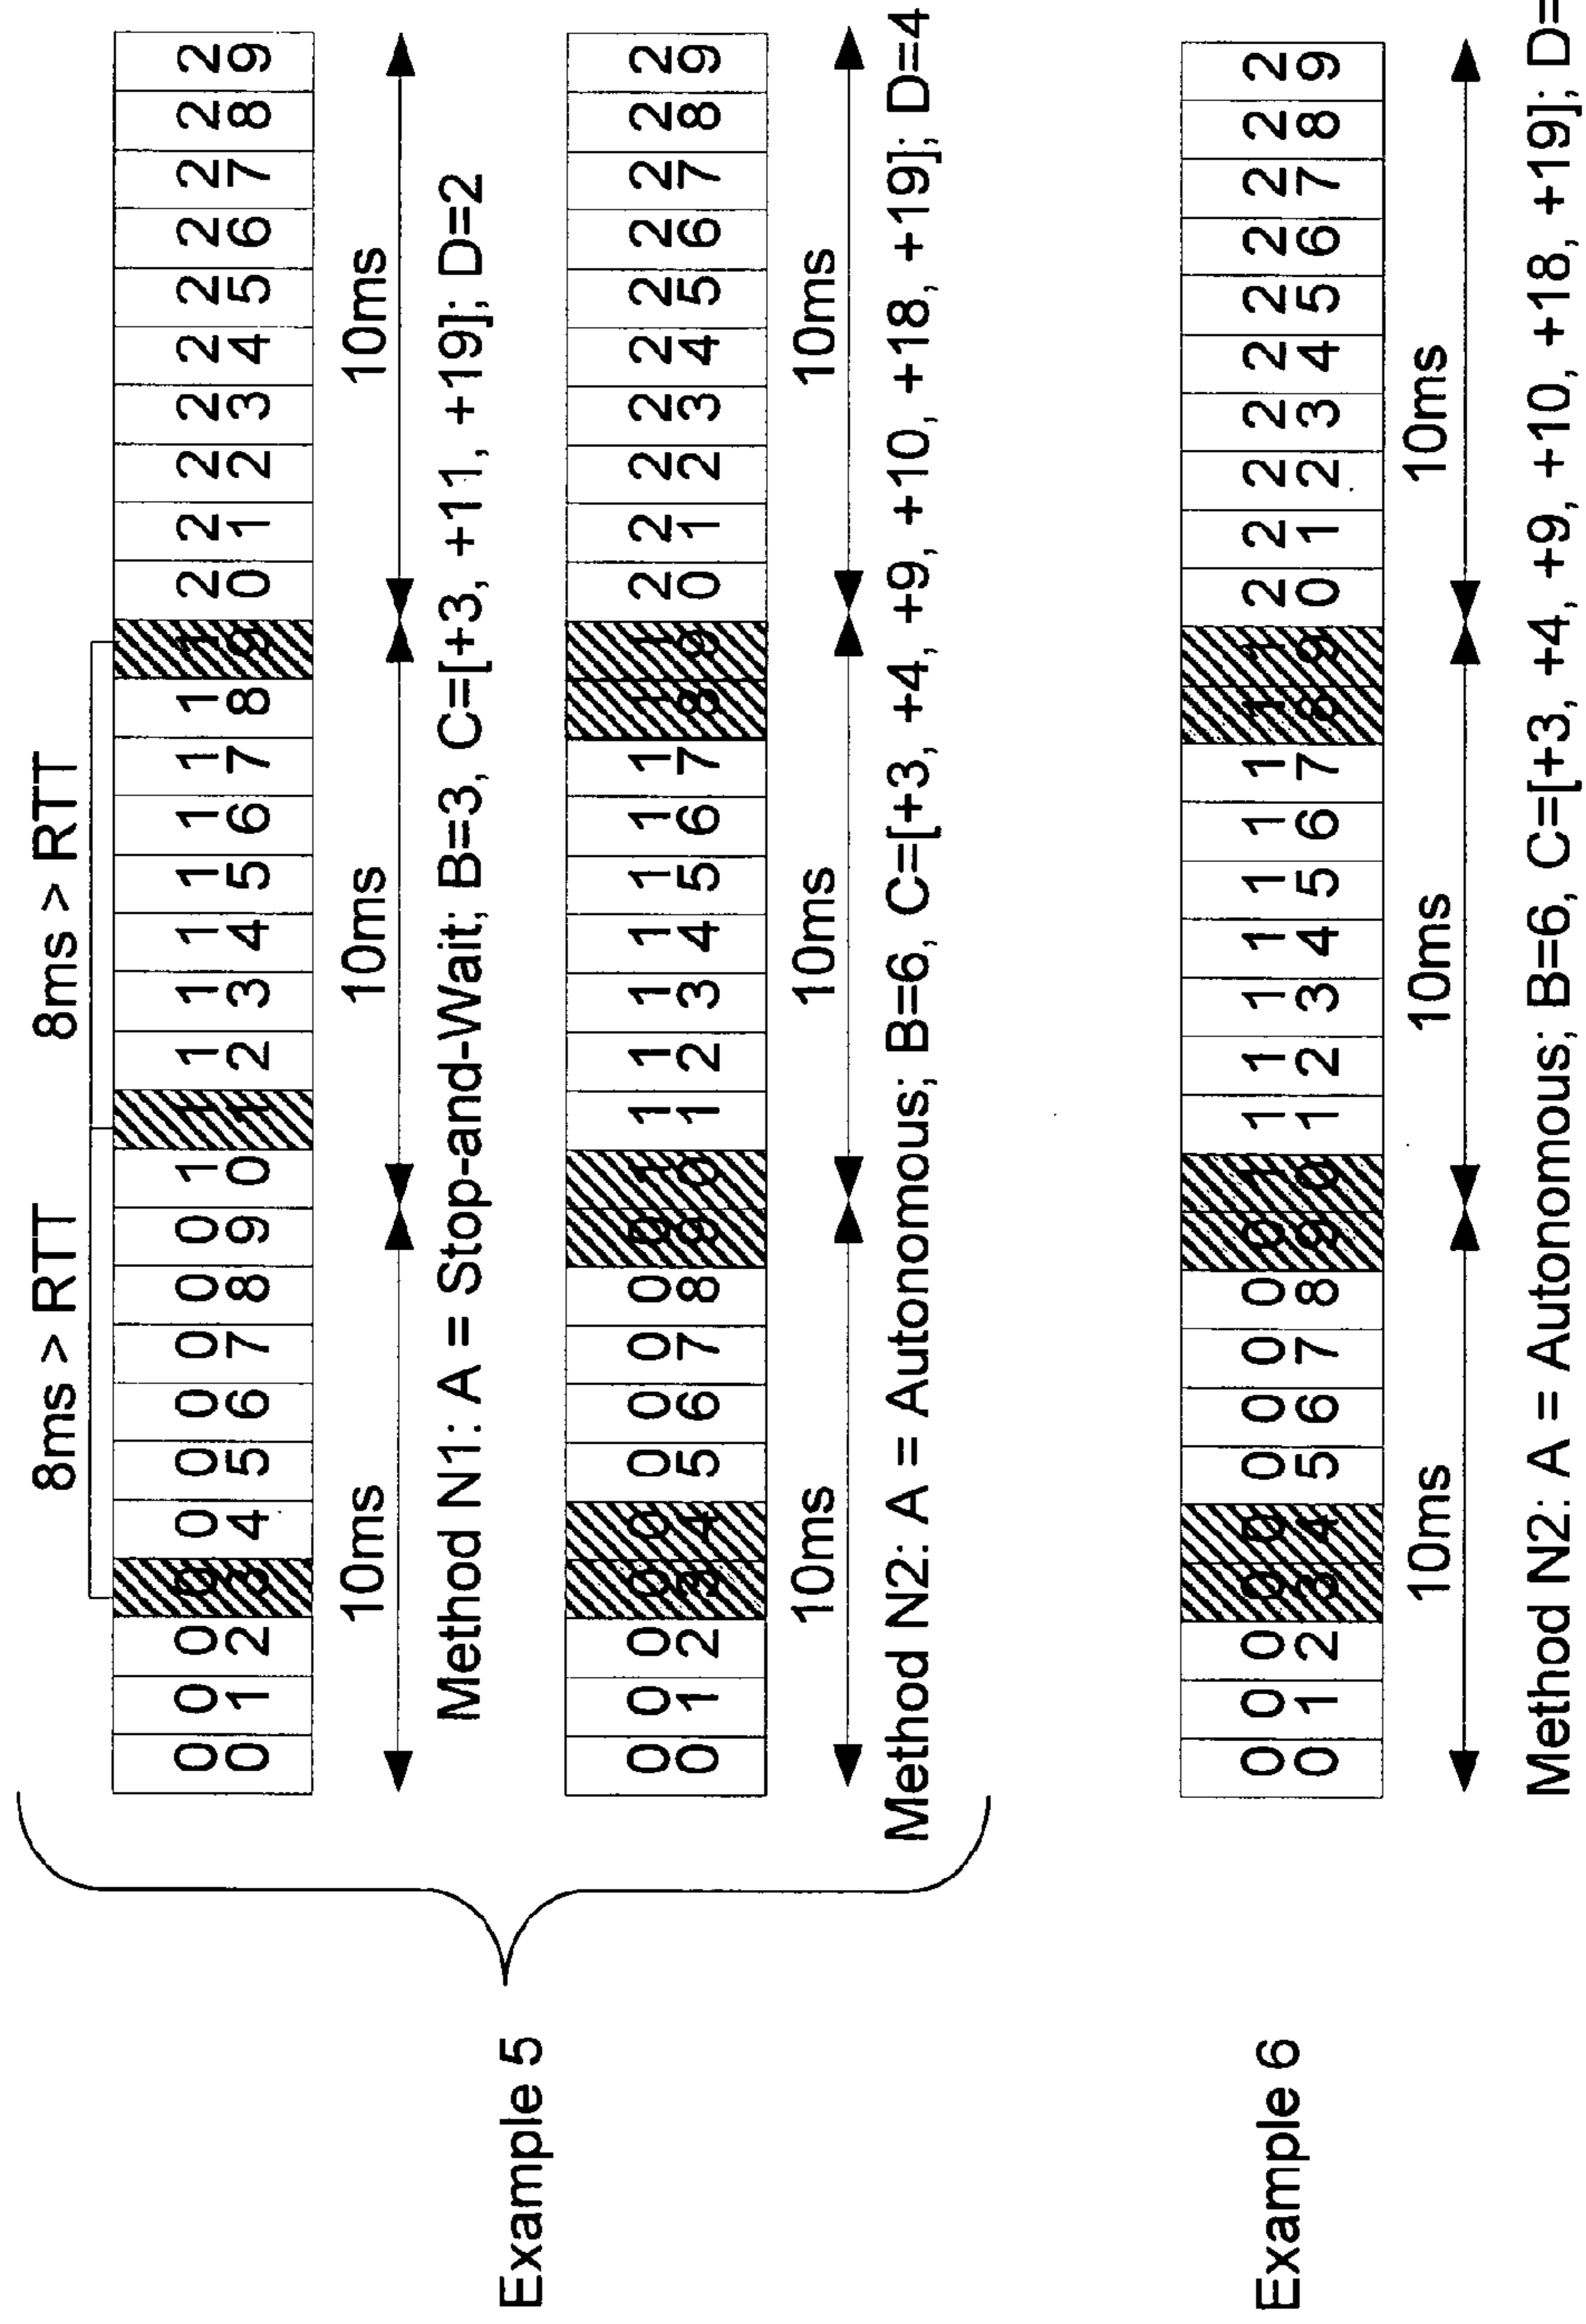 8ms > RTT 8ms > RTT
00 01 02 03 04 05 06 07 08 09 10 11 12 13 14 15 16 17 18 19 20 21 22 23 24 25 26 27 28 29
10ms 10ms 10ms
Method N1: A = Stop-and-Wait; B=3, C=[+3, +11, +19]; D=2
Example 5
00 01 02 03 04 05 06 07 08 09 10 11 12 13 14 15 16 17 18 19 20 21 22 23 24 25 26 27 28 29
10ms 10ms 10ms
Method N2: A = Autonomous; B=6, C=[+3, +4, +9, +10, +18, +19]; D=4
Example 6
00 01 02 03 04 05 06 07 08 09 10 11 12 13 14 15 16 17 18 19 20 21 22 23 24 25 26 27 28 29
10ms 10ms 10ms
Method N2: A = Autonomous; B=6, C=[+3, +4, +9, +10, +18, +19]; D=